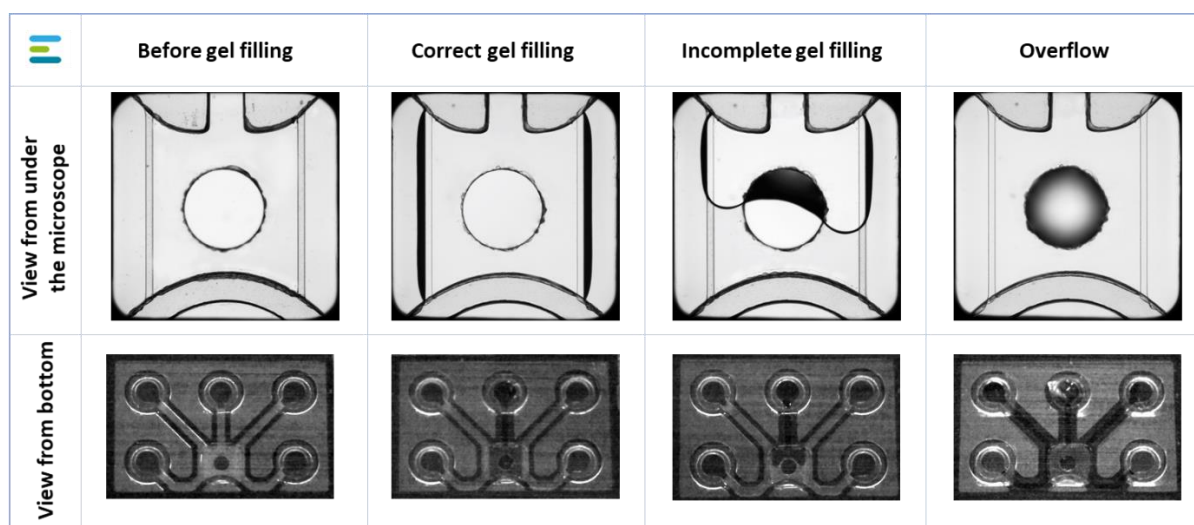 Before gel filling
Correct gel filling
Incomplete gel filling
Overflow
View from under
the microscope
View from bottom